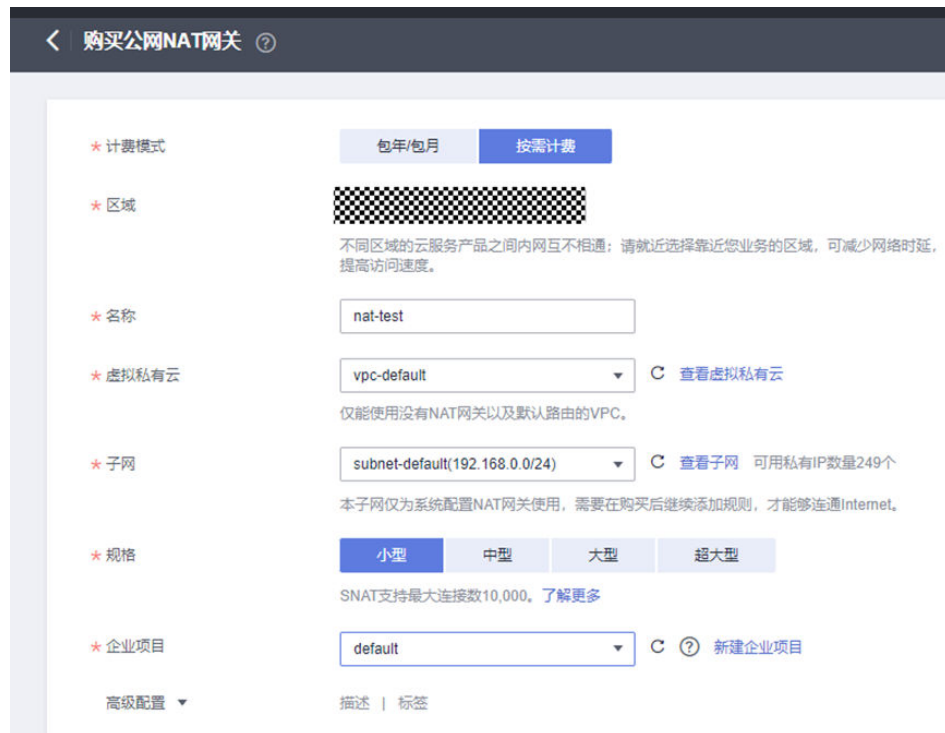 购买公网NAT网关
* 计费模式 包年/包月 按需计费
* 区域
不同区域的云服务产品之间内网互不相通；请就近选择靠近您业务的区域，可减少网络时延，
提高访问速度。
* 名称 nat-test
* 虚拟私有云 vpc-default 查看虚拟私有云
仅能使用没有NAT网关以及默认路由的VPC。
* 子网 subnet-default(192.168.0.0/24) 查看子网 可用私有IP数量249个
本子网仅为系统配置NAT网关使用，需要在购买后继续添加规则，才能够连通Internet。
* 规格 小型 中型 大型 超大型
SNAT支持最大连接数10,000。了解更多
* 企业项目 default 新建企业项目
高级配置 描述 | 标签